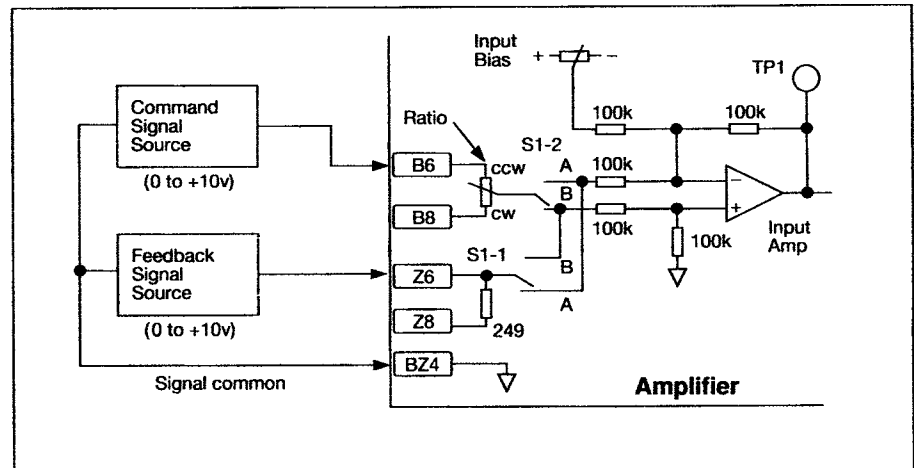 Input
Bias
+
−
TP1
Command
Signal
Source
(0 to +10v)
Ratio
100k
100k
S1-2
B6
ccw
A
100k
−
B
B8
cw
100k
+
100k
Input
Amp
Feedback
Signal
Source
(0 to +10v)
S1-1
B
Z6
A
Z8
249
BZ4
Signal common
Amplifier